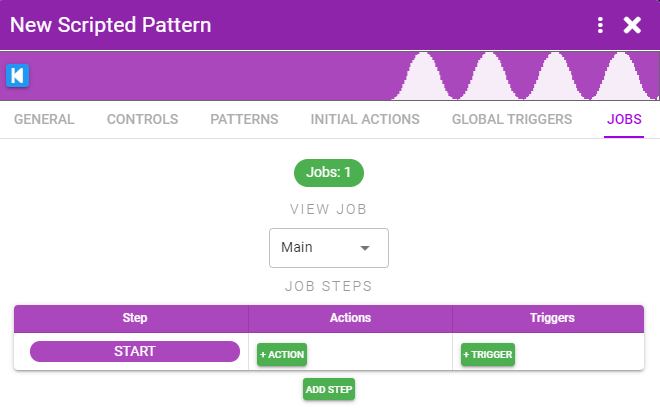 New Scripted Pattern
GENERAL CONTROLS PATTERNS INITIAL ACTIONS GLOBAL TRIGGERS JOBS
Jobs: 1
VIEW JOB
Main
JOB STEPS
Step Actions Triggers
START + ACTION + TRIGGER
ADD STEP